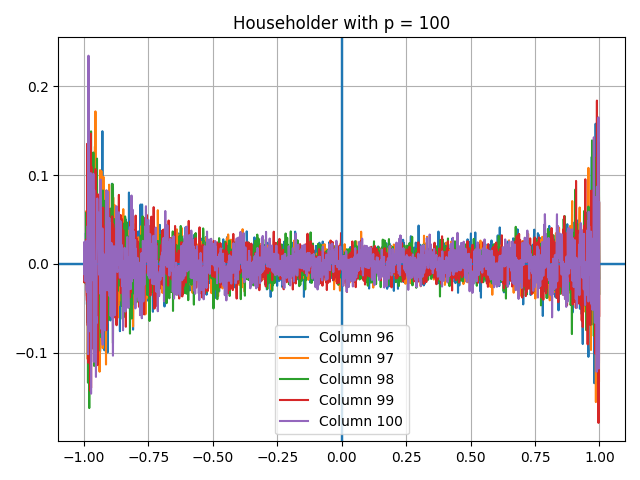 Householder with p = 100
0.2
0.1
0.0
−0.1
−1.00 −0.75 −0.50 −0.25 0.00 0.25 0.50 0.75 1.00
Column 96
Column 97
Column 98
Column 99
Column 100